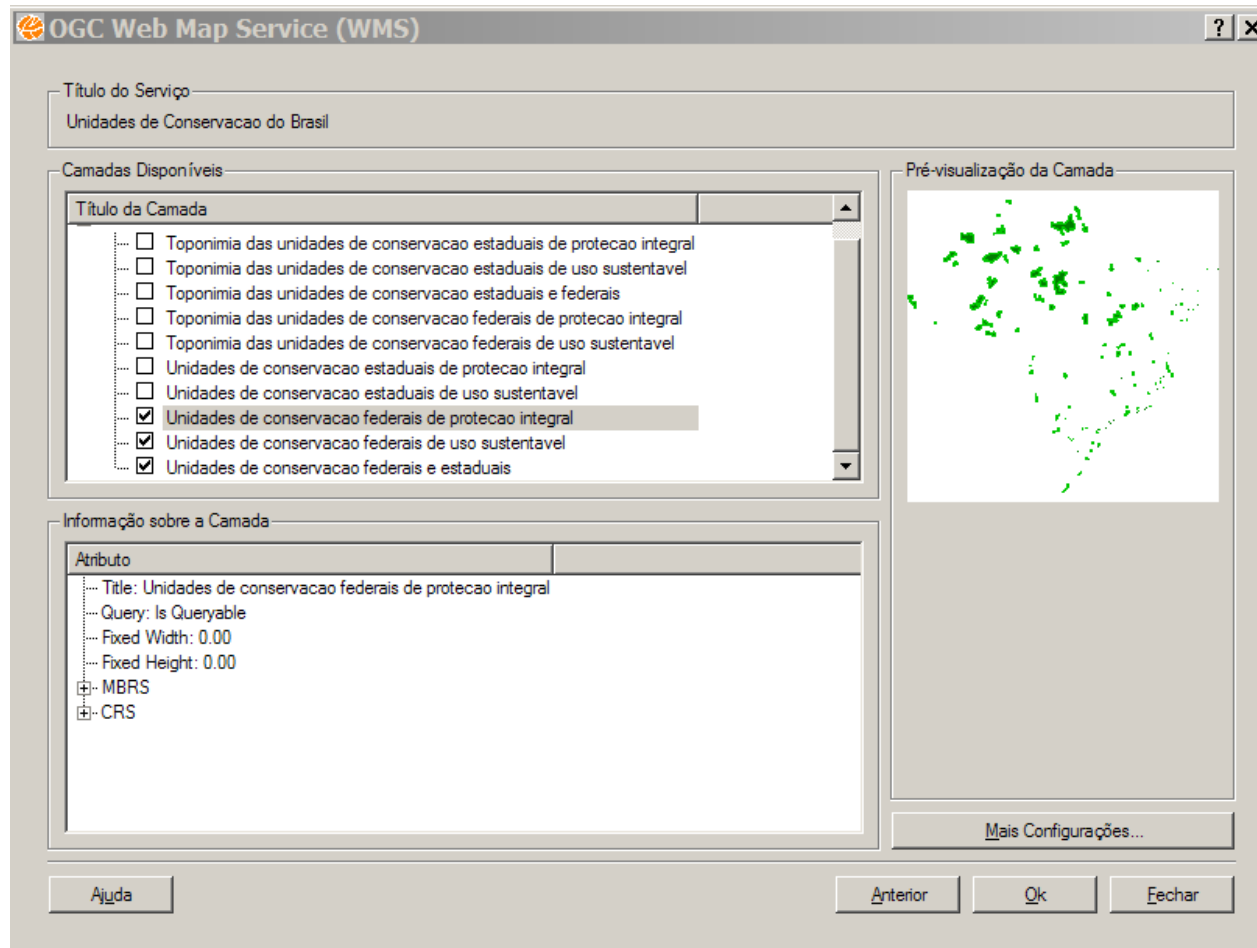 OGC Web Map Service (WMS)
Título do Serviço
Unidades de Conservacao do Brasil
Camadas Disponíveis
Título da Camada
Toponimia das unidades de conservacao estaduais de protecao integral
Toponimia das unidades de conservacao estaduais de uso sustentavel
Toponimia das unidades de conservacao estaduais e federais
Toponimia das unidades de conservacao federais de protecao integral
Toponimia das unidades de conservacao federais de uso sustentavel
Unidades de conservacao estaduais de protecao integral
Unidades de conservacao estaduais de uso sustentavel
Unidades de conservacao federais de protecao integral
Unidades de conservacao federais de uso sustentavel
Unidades de conservacao federais e estaduais
Pré-visualização da Camada
Informação sobre a Camada
Atributo
Title: Unidades de conservacao federais de protecao integral
Query: Is Queryable
Fixed Width: 0.00
Fixed Height: 0.00
MBRS
CRS
Mais Configurações...
Ajuda
Anterior
Ok
Fechar